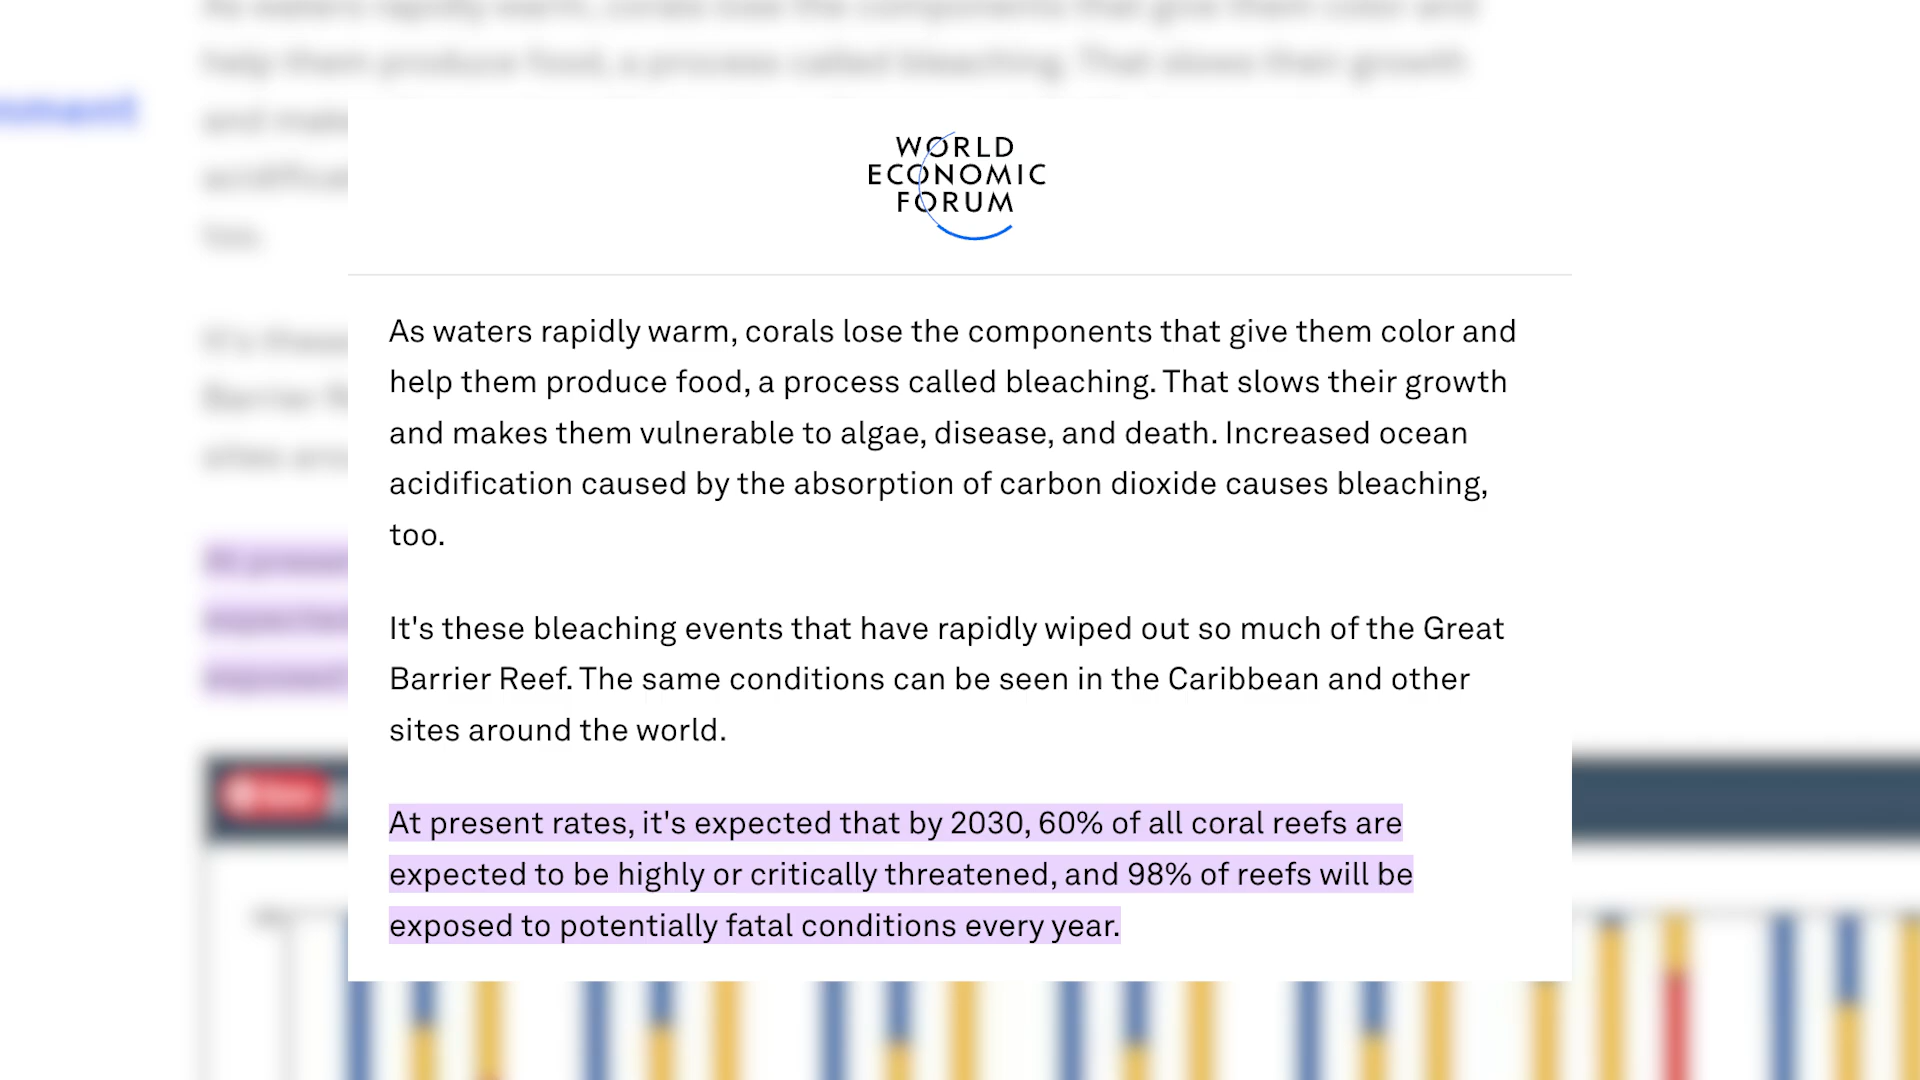 WORLD
ECONOMIC
FORUM
As waters rapidly warm, corals lose the components that give them color and
help them produce food, a process called bleaching. That slows their growth
and makes them vulnerable to algae, disease, and death. Increased ocean
acidification caused by the absorption of carbon dioxide causes bleaching,
too.
It's these bleaching events that have rapidly wiped out so much of the Great
Barrier Reef. The same conditions can be seen in the Caribbean and other
sites around the world.
At present rates, it's expected that by 2030, 60% of all coral reefs are
expected to be highly or critically threatened, and 98% of reefs will be
exposed to potentially fatal conditions every year.